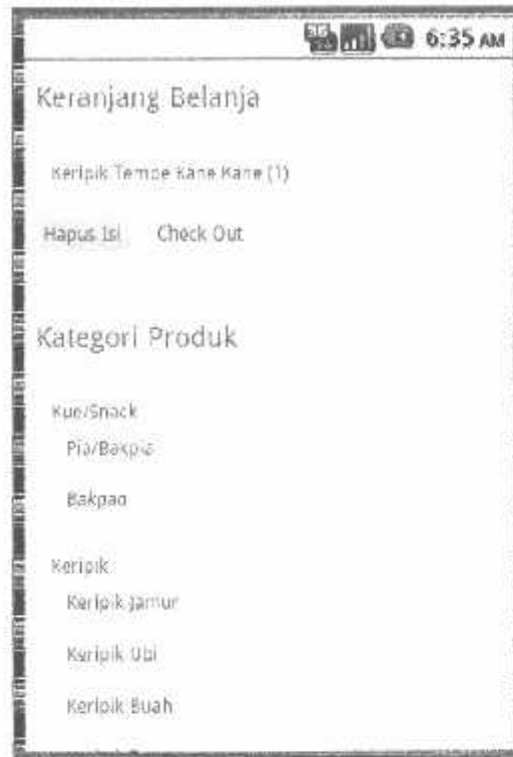 6:35 AM
Keranjang Belanja
Keripik Tempe Kane Kane (1)
Hapus Isi Check Out
Kategori Produk
Kue/Snack
Pia/Bakpia
Bakpao
Keripik
Keripik Jamur
Keripik Ubi
Keripik Buah